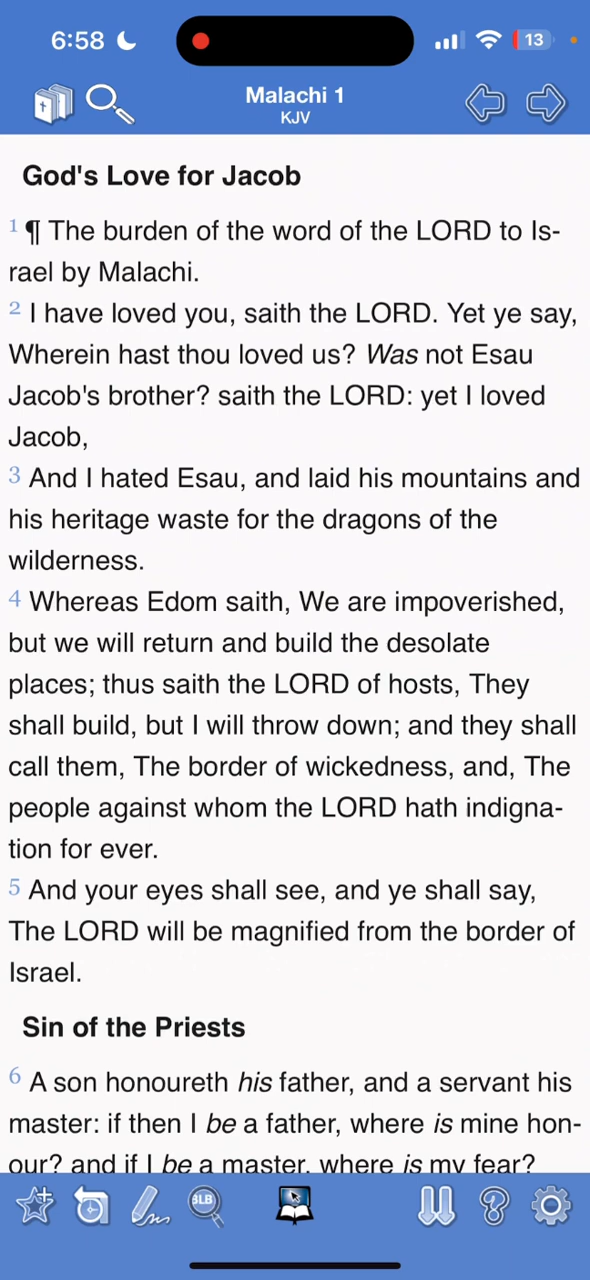 6:58
13
Malachi 1
KJV
God's Love for Jacob
1 ¶ The burden of the word of the LORD to Is-
rael by Malachi.
2 I have loved you, saith the LORD. Yet ye say,
Wherein hast thou loved us? Was not Esau
Jacob's brother? saith the LORD: yet I loved
Jacob,
3 And I hated Esau, and laid his mountains and
his heritage waste for the dragons of the
wilderness.
4 Whereas Edom saith, We are impoverished,
but we will return and build the desolate
places; thus saith the LORD of hosts, They
shall build, but I will throw down; and they shall
call them, The border of wickedness, and, The
people against whom the LORD hath indigna-
tion for ever.
5 And your eyes shall see, and ye shall say,
The LORD will be magnified from the border of
Israel.
Sin of the Priests
6 A son honoureth his father, and a servant his
master: if then I be a father, where is mine hon-
our? and if I be a master, where is my fear?
BLB